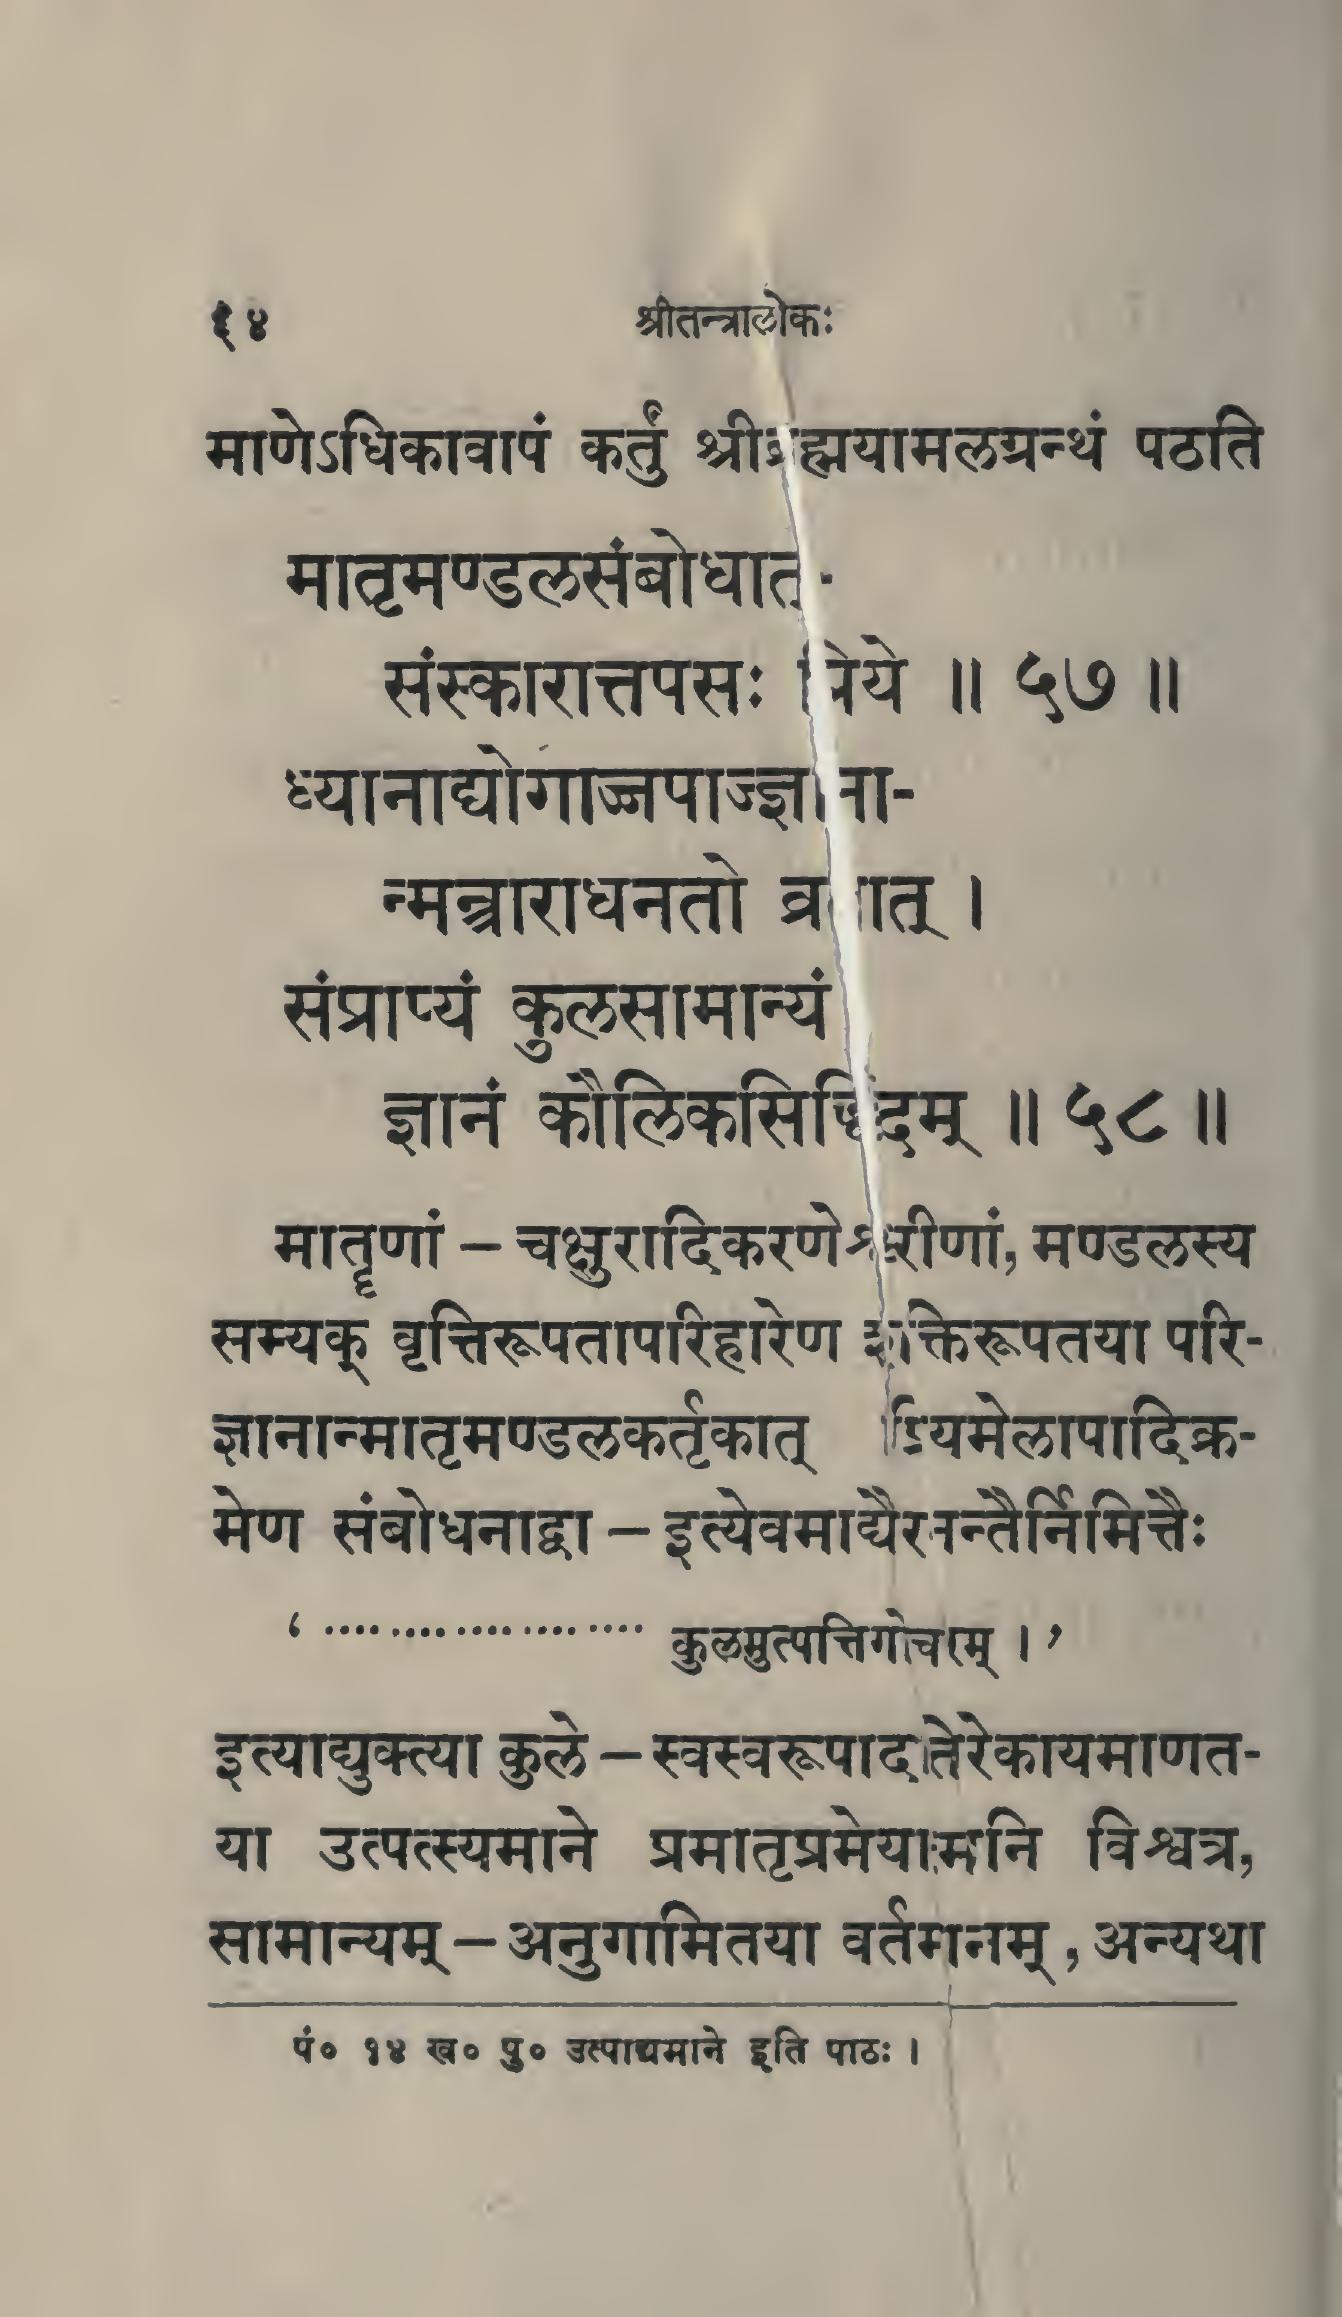 १४ श्रीतन्त्रालोकः
माणेऽधिकावापं कर्तुं श्रीब्रह्मयामलग्रन्थं पठति
मातृमण्डलसंबोधात्-
संस्कारात्तपसः प्रिये ॥ ५७ ॥
ध्यानाद्योगाज्जपाज्ज्ञाना-
न्मन्त्राराधनतो व्रतात् ।
संप्राप्यं कुलसामान्यं
ज्ञानं कौलिकसिद्धिदम् ॥ ५८ ॥
मातॄणां – चक्षुरादिकरणेश्वरीणां, मण्डलस्य
सम्यक् वृत्तिरूपतापरिहारेण शक्तिरूपतया परि-
ज्ञानान्मातृमण्डलकर्तृकात् प्रियमेलापादिक्र-
मेण संबोधनाद्वा – इत्येवमाद्यैरनन्तैर्निमित्तैः
‘ ..................... कुलमुत्पत्तिगोचरम् । ’
इत्याद्युक्त्या कुले – स्वस्वरूपादतिरेकायमाणत-
या उत्पत्स्यमाने प्रमातृप्रमेयात्मनि विश्वत्र,
सामान्यम् – अनुगामितया वर्तमानम्, अन्यथा
पं० १४ ख० पु० उत्पाद्यमाने इति पाठः ।